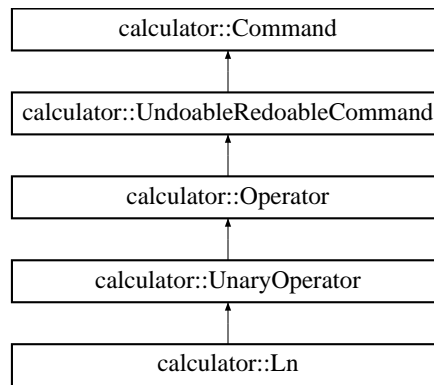 calculator::Command
calculator::UndoableRedoableCommand
calculator::Operator
calculator::UnaryOperator
calculator::Ln